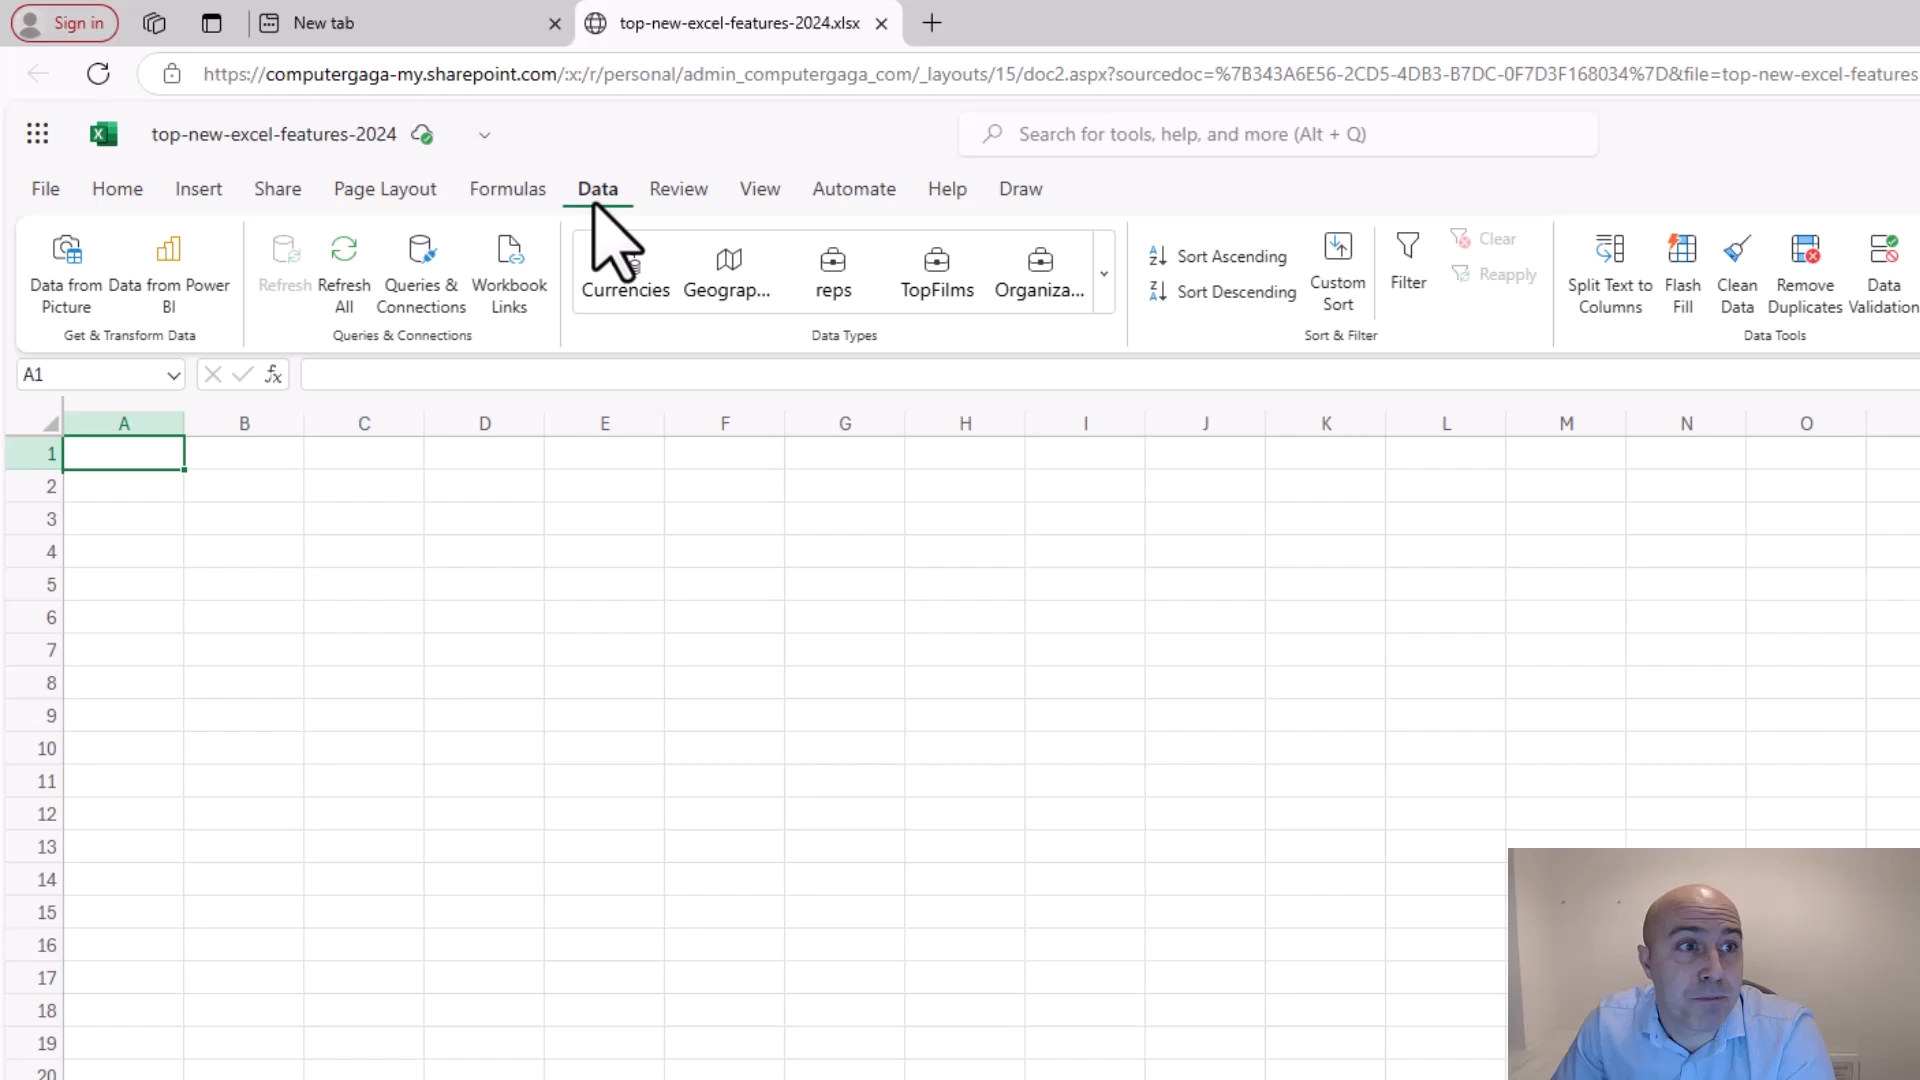 Sign in
New tab
top-new-excel-features-2024.xlsx
https://computergaga-my.sharepoint.com/:x:/r/personal/admin_computergaga_com/_layouts/15/doc2.aspx?sourcedoc=%7B343A6E56-2CD5-4DB3-B7DC-0F7D3F168034%7D&file=top-new-excel-features
top-new-excel-features-2024
Search for tools, help, and more (Alt + Q)
File Home Insert Share Page Layout Formulas Data Review View Automate Help Draw
Data from Picture
Data from Power BI
Get & Transform Data
Refresh
Refresh All
Queries & Connections
Workbook Links
Queries & Connections
Currencies
Geograp...
reps
TopFilms
Organiza...
Data Types
Sort Ascending
Sort Descending
Custom Sort
Filter
Clear
Reapply
Sort & Filter
Split Text to Columns
Flash Fill
Clean Data
Remove Duplicates
Data Validation
Data Tools
A1
fx
A B C D E F G H I J K L M N O
1
2
3
4
5
6
7
8
9
10
11
12
13
14
15
16
17
18
19
20